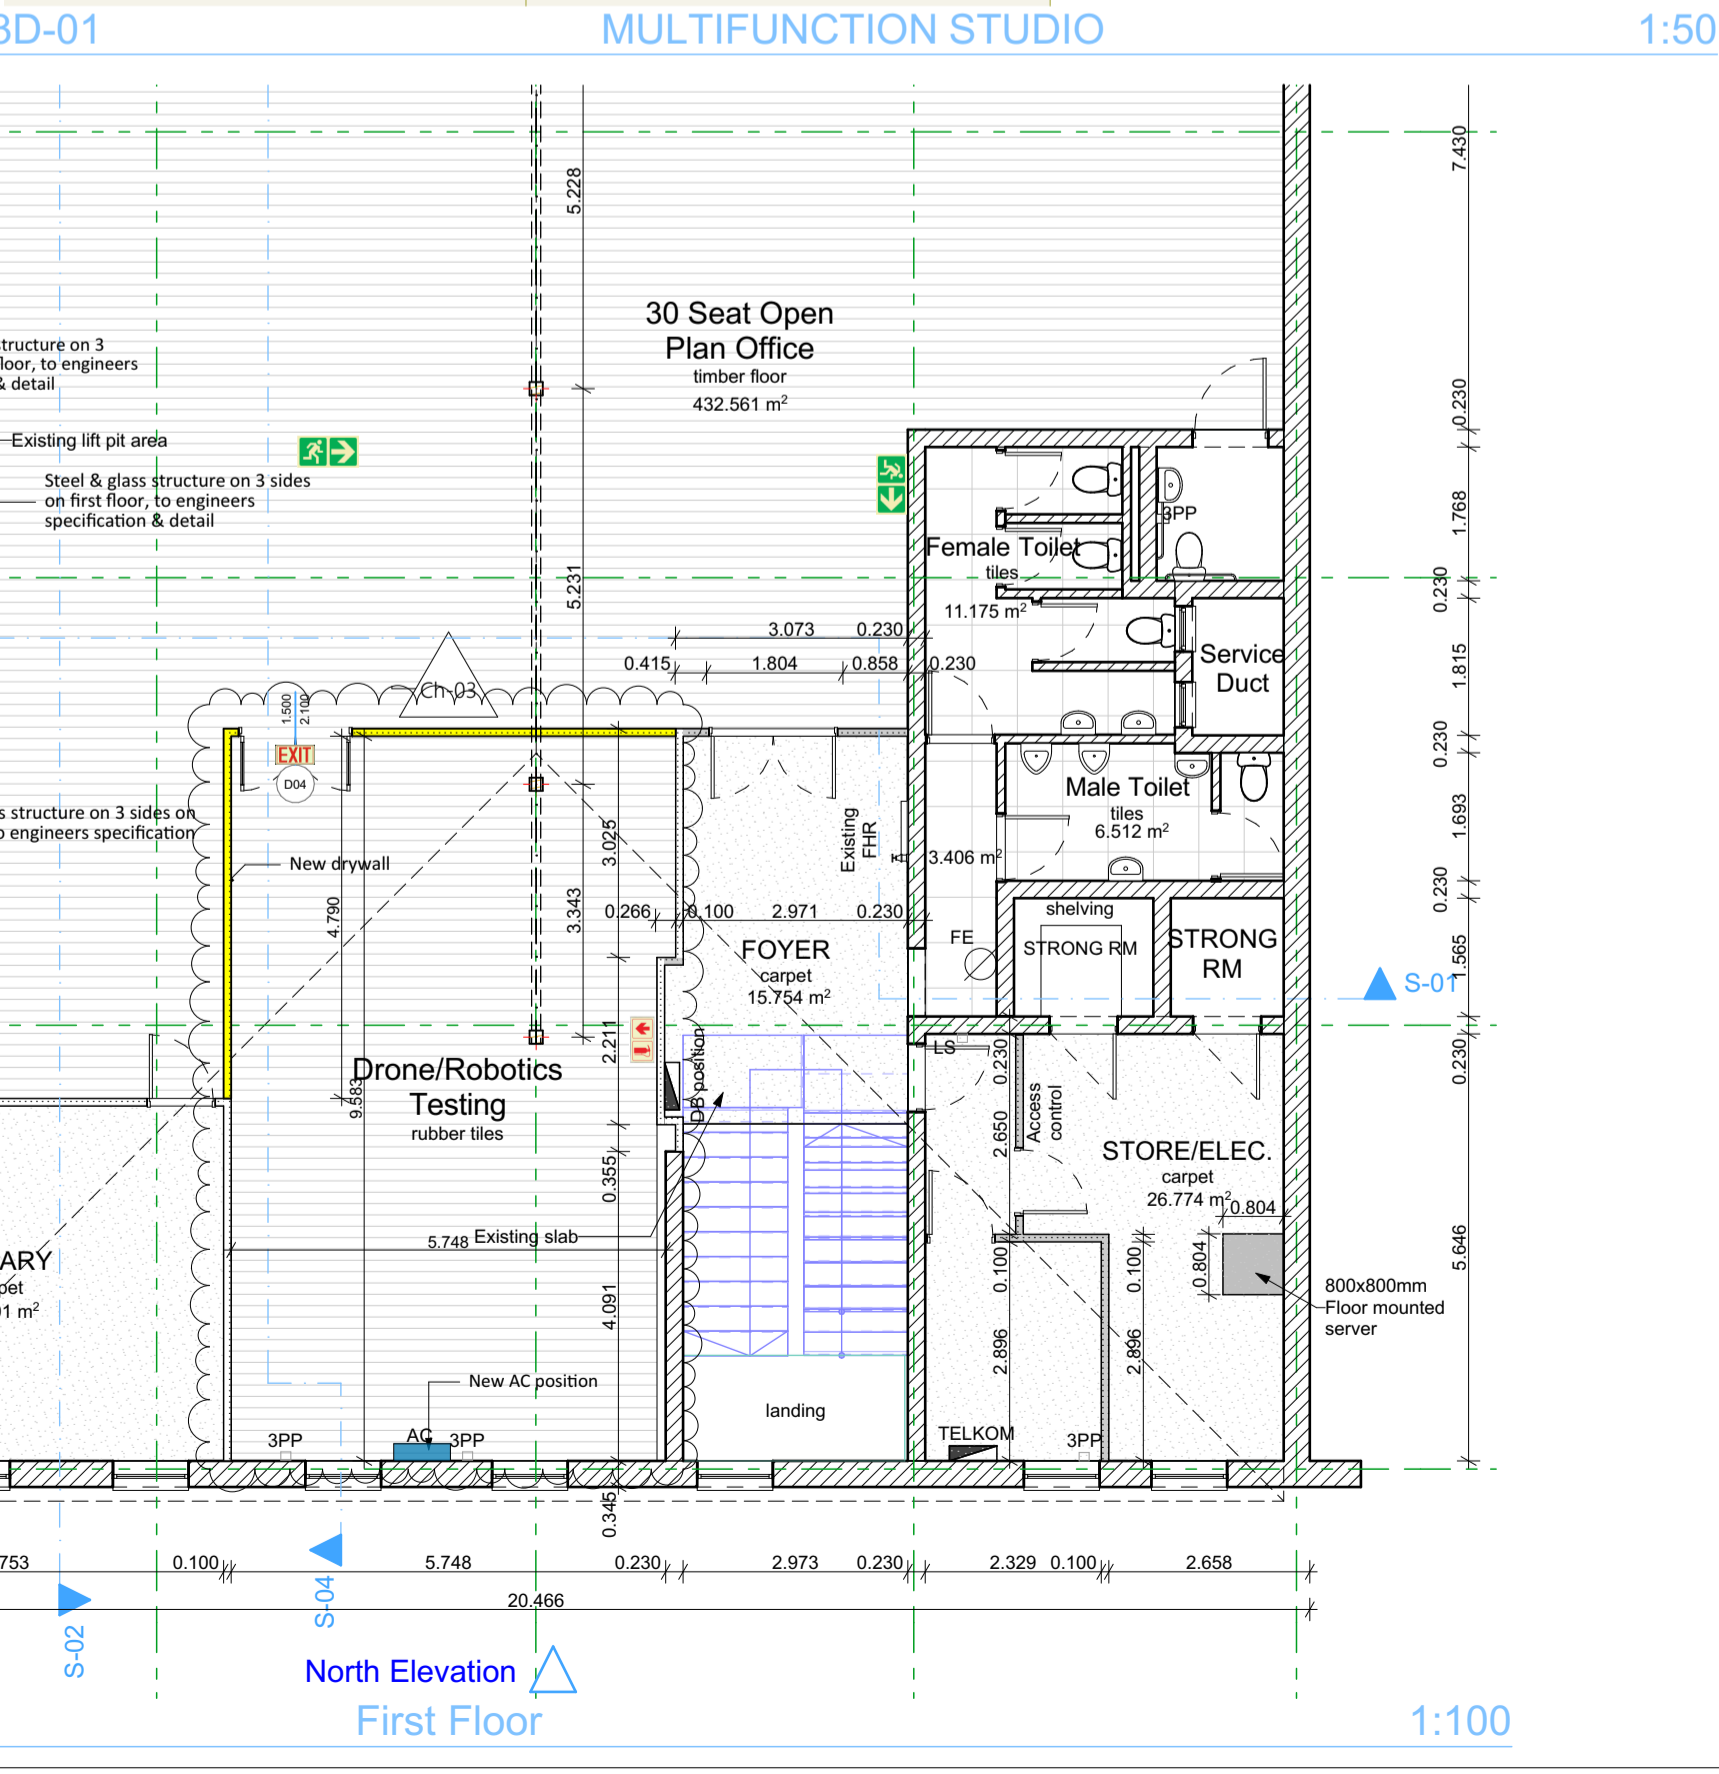 3D-01
MULTIFUNCTION STUDIO
1:50
7.430
5.228
30 Seat Open
Plan Office
timber floor
432.561 m²
structure on 3
floor, to engineers
& detail
Existing lift pit area
Steel & glass structure on 3 sides
on first floor, to engineers
specification & detail
0.230
1.768
3PP
Female Toilet
tiles
11.175 m²
5.231
0.230
3.073
0.230
0.415
1.804
0.858
0.230
Service
Duct
1.815
Ch-03
1.500
2.100
EXIT
D04
0.230
Male Toilet
tiles
6.512 m²
1.693
s structure on 3 sides on
engineers specification
New drywall
3.025
Existing
FHR
3.406 m²
4.790
3.343
0.266
0.100
2.971
0.230
0.230
shelving
STRONG RM
STRONG
RM
FE
FOYER
carpet
15.754 m²
1.565
S-01
2.211
DB position
LS
0.230
0.230
Drone/Robotics
Testing
rubber tiles
9.583
Access
control
2.650
STORE/ELEC.
carpet
26.774 m²
0.804
0.355
Existing slab
5.748
0.100
0.100
0.804
5.646
ARY
pet
1 m²
4.091
800x800mm
Floor mounted
server
2.896
2.896
New AC position
landing
3PP
AC
3PP
TELKOM
3PP
0.345
753
0.100
5.748
0.230
2.973
0.230
2.329
0.100
2.658
20.466
S-02
S-04
North Elevation
First Floor
1:100